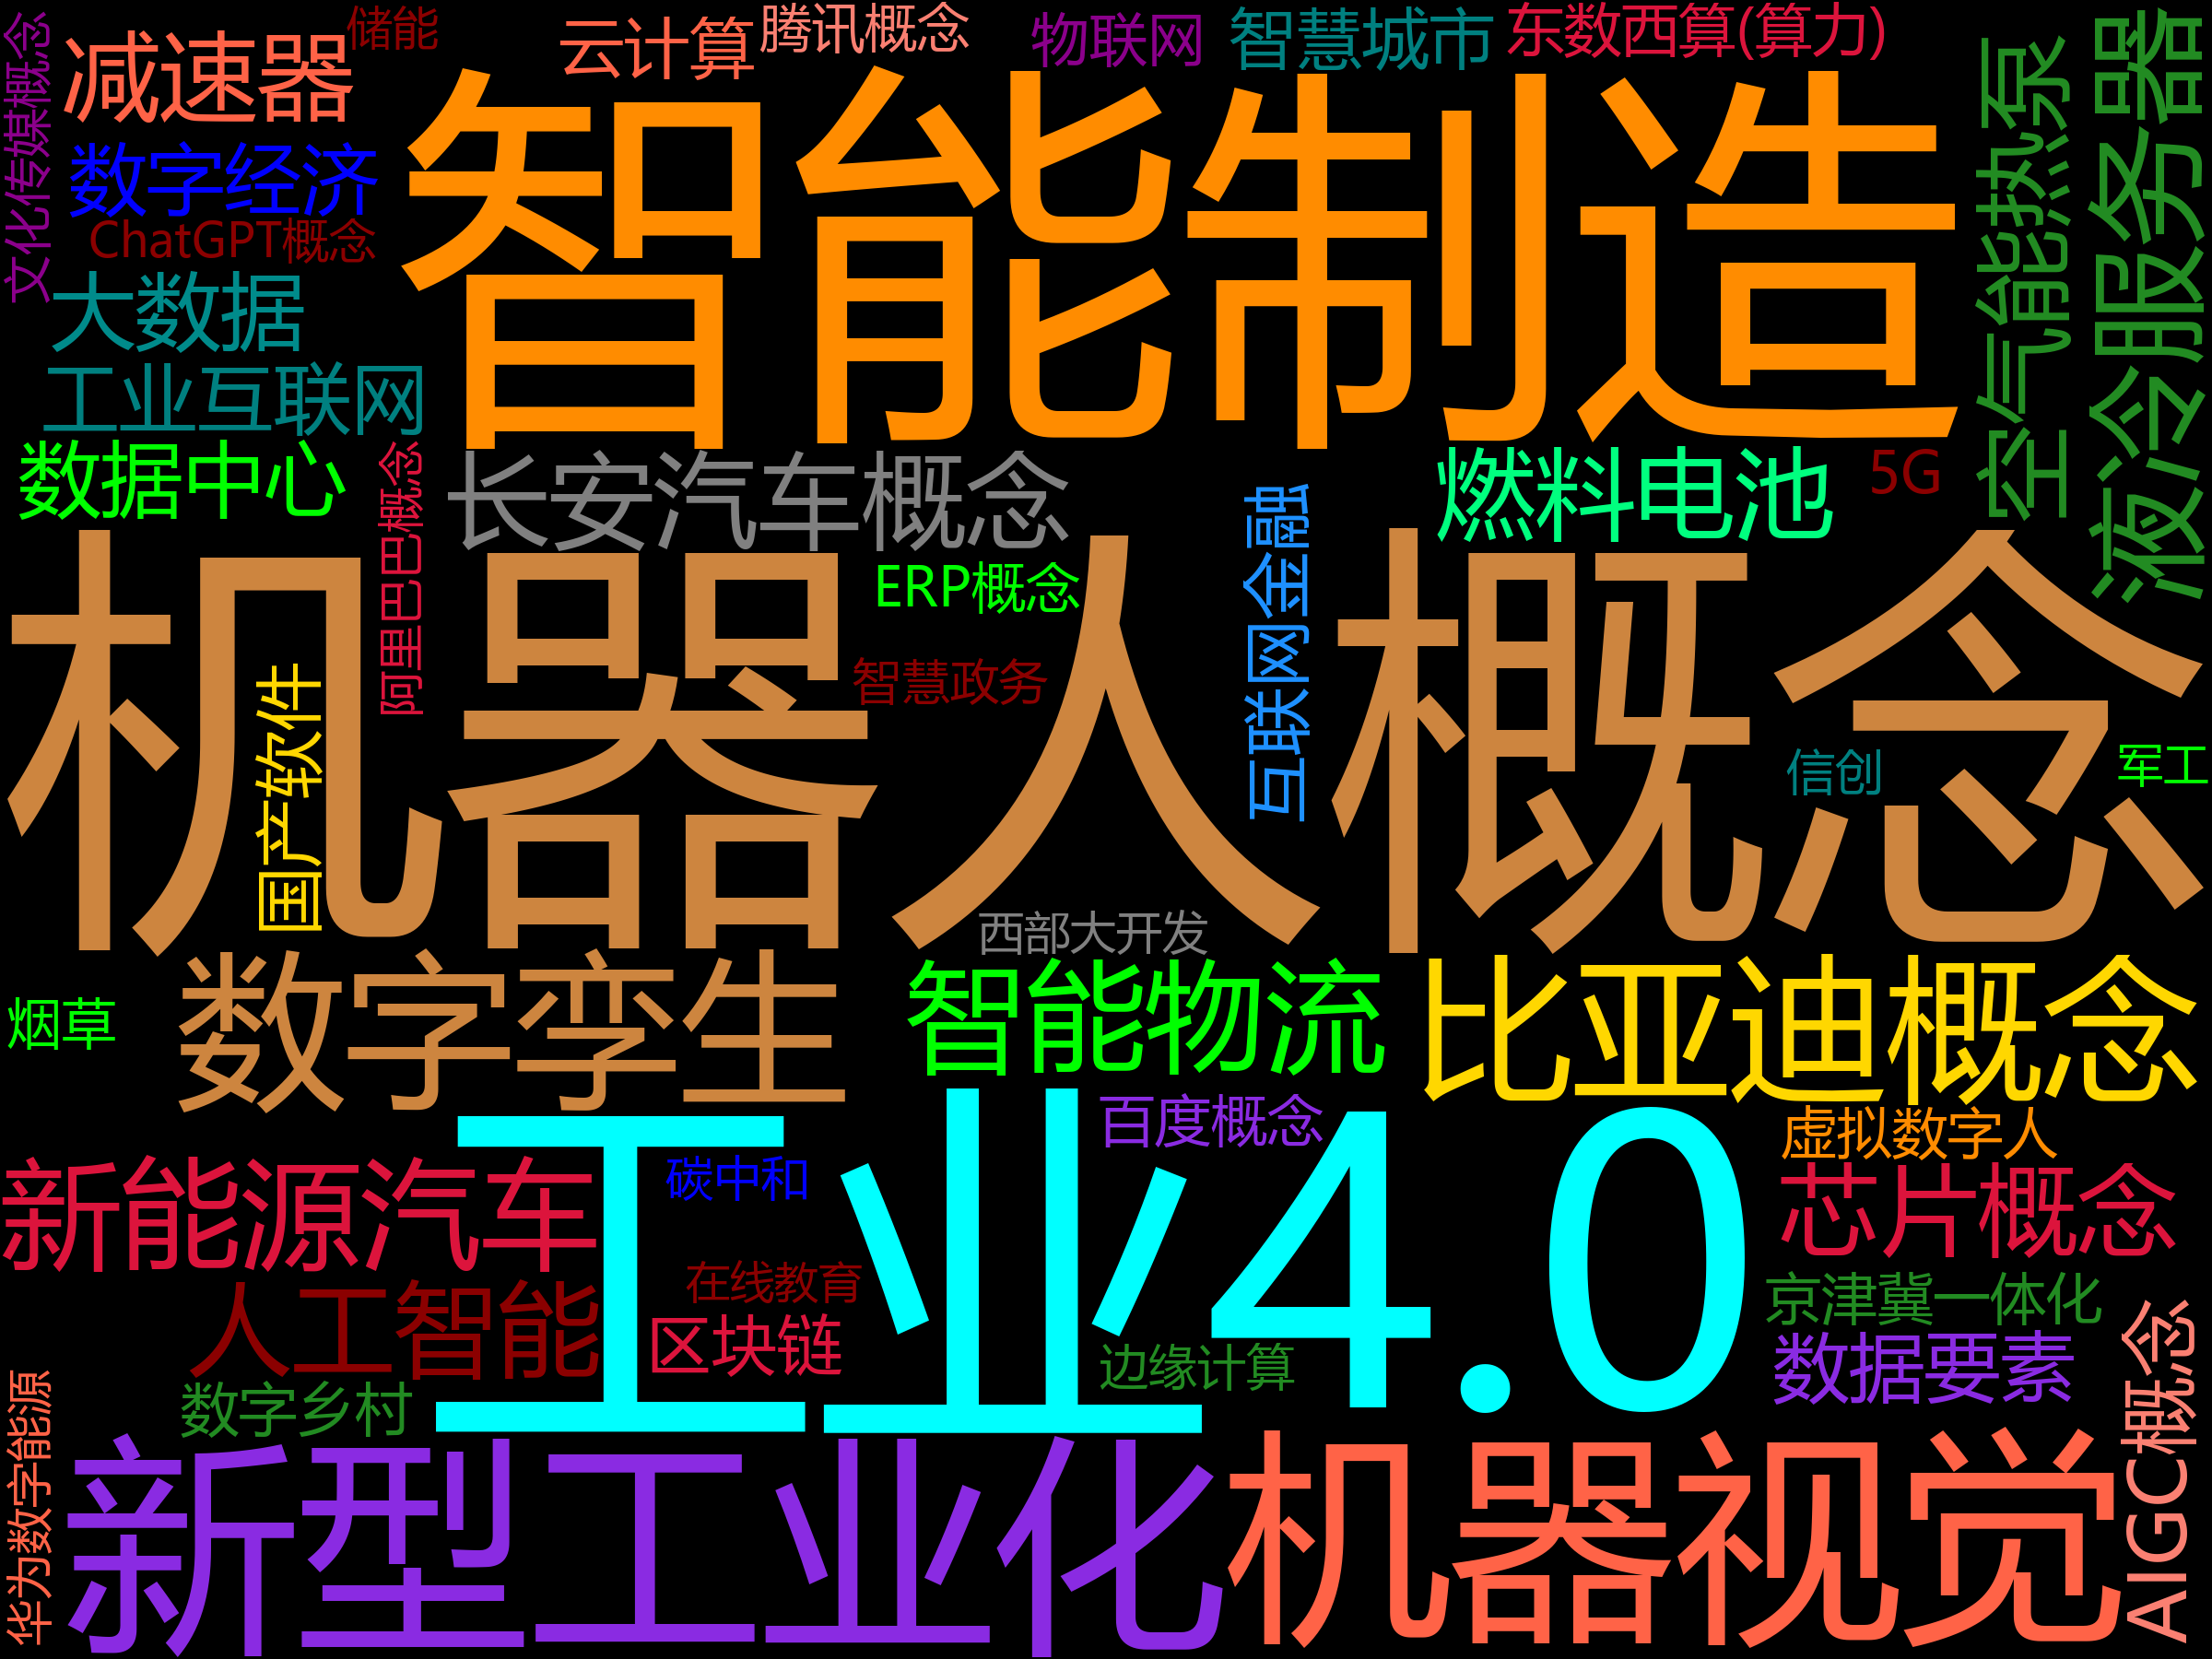 储能
云计算
腾讯概念
物联网
智慧城市
东数西算(算力)
减速器
文化传媒概念
数字经济
ChatGPT概念
智能制造
空气能热泵
液冷服务器
大数据
工业互联网
数据中心
长安汽车概念
燃料电池
5G
阿里巴巴概念
互联网金融
ERP概念
机器人概念
智慧政务
国产软件
信创
军工
西部大开发
烟草
数字孪生
智能物流
比亚迪概念
百度概念
虚拟数字人
新能源汽车
碳中和
工业4.0
芯片概念
在线教育
京津冀一体化
人工智能
区块链
边缘计算
数据要素
数字乡村
AIGC概念
华为数字能源
新型工业化
机器视觉